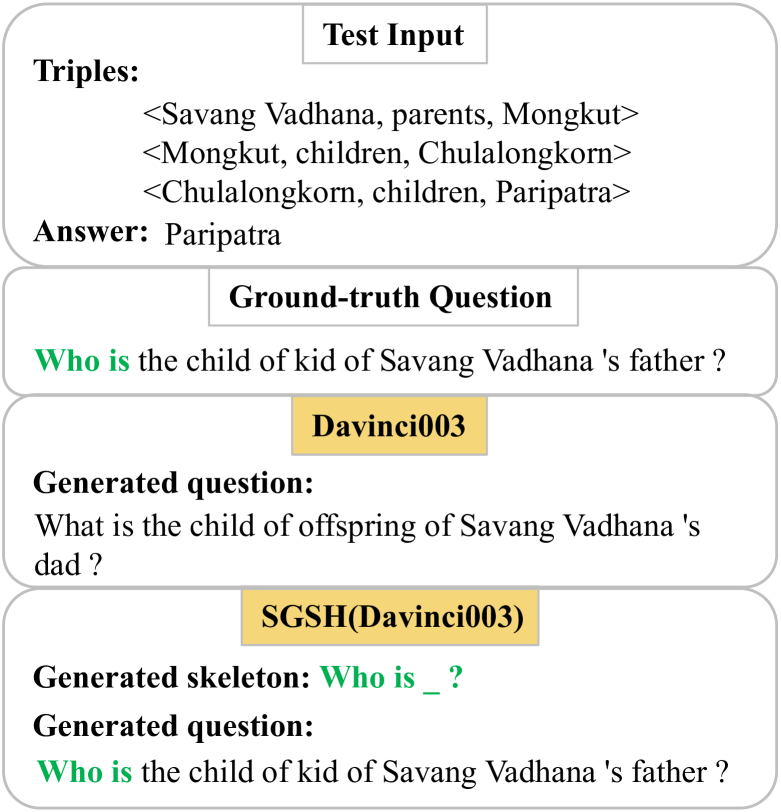 Test Input
Triples:
<Savang Vadhana, parents, Mongkut>
<Mongkut, children, Chulalongkorn>
<Chulalongkorn, children, Paripatra>
Answer: Paripatra
Ground-truth Question
Who is the child of kid of Savang Vadhana 's father ?
Davinci003
Generated question:
What is the child of offspring of Savang Vadhana 's
dad ?
SGSH(Davinci003)
Generated skeleton: Who is _ ?
Generated question:
Who is the child of kid of Savang Vadhana 's father ?